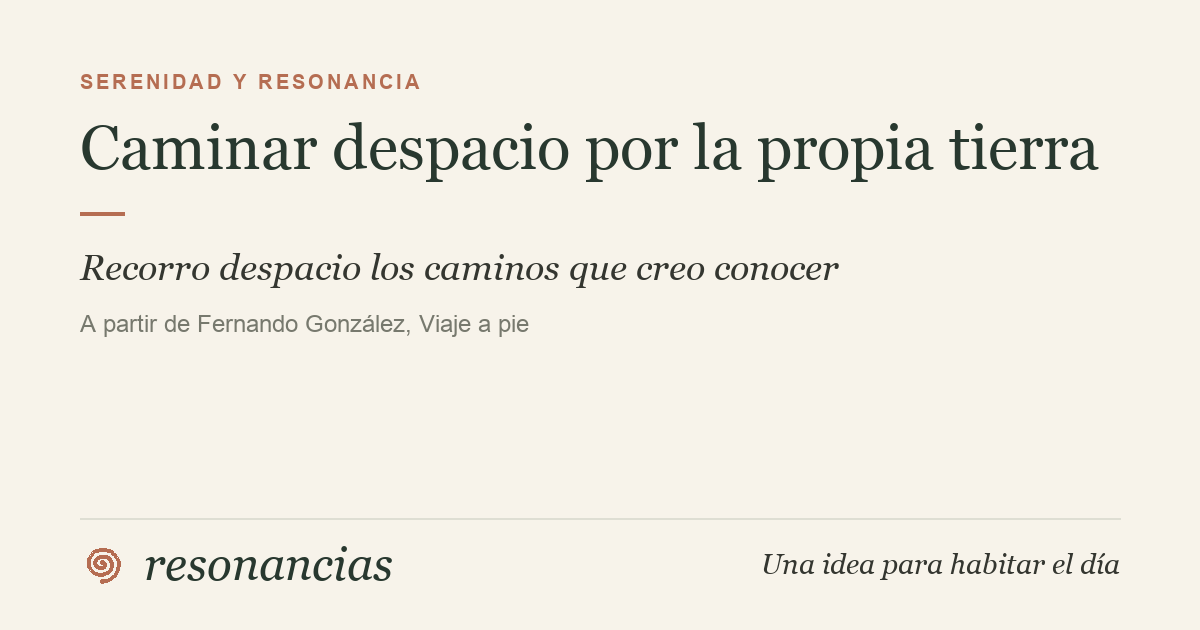 SERENIDAD Y RESONANCIA
Caminar despacio por la propia tierra
Recorro despacio los caminos que creo conocer
A partir de Fernando González, Viaje a pie
resonancias
Una idea para habitar el día